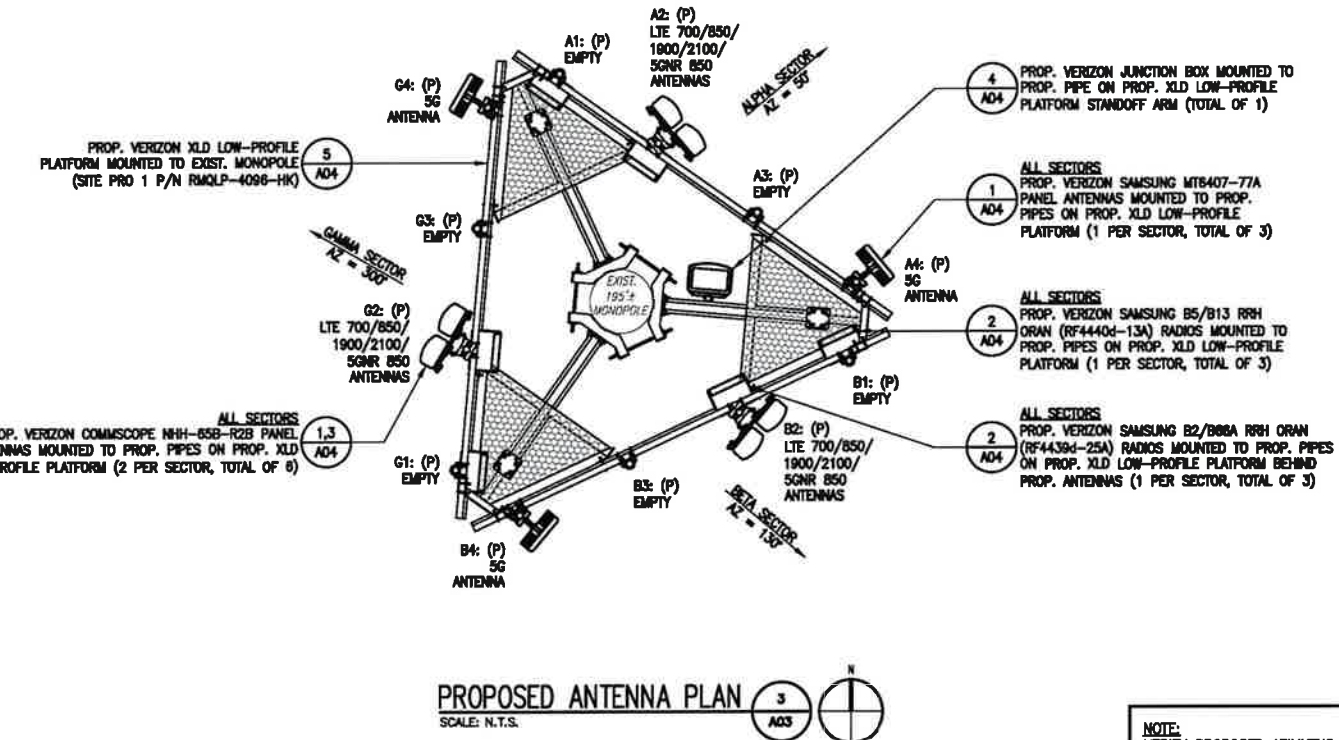 A1: (P)
EMPTY
A2: (P)
LTE 700/850/
1900/2100/
5GNR 850
ANTENNAS
ALPHA SECTOR
AZ = 50°
G4: (P)
5G
ANTENNA
4
A04
PROP. VERIZON JUNCTION BOX MOUNTED TO
PROP. PIPE ON PROP. XLD LOW-PROFILE
PLATFORM STANDOFF ARM (TOTAL OF 1)
PROP. VERIZON XLD LOW-PROFILE
PLATFORM MOUNTED TO EXIST. MONOPOLE
(SITE PRO 1 P/N RMQLP-4096-HK)
5
A04
A3: (P)
EMPTY
1
A04
ALL SECTORS
PROP. VERIZON SAMSUNG MT6407-77A
PANEL ANTENNAS MOUNTED TO PROP.
PIPES ON PROP. XLD LOW-PROFILE
PLATFORM (1 PER SECTOR, TOTAL OF 3)
G3: (P)
EMPTY
GAMMA SECTOR
AZ = 300°
A4: (P)
5G
ANTENNA
EXIST.
195'±
MONOPOLE
G2: (P)
LTE 700/850/
1900/2100/
5GNR 850
ANTENNAS
2
A04
ALL SECTORS
PROP. VERIZON SAMSUNG B5/B13 RRH
ORAN (RF4440d-13A) RADIOS MOUNTED TO
PROP. PIPES ON PROP. XLD LOW-PROFILE
PLATFORM (1 PER SECTOR, TOTAL OF 3)
B1: (P)
EMPTY
ALL SECTORS
OP. VERIZON COMMSCOPE NHH-65B-R2B PANEL
NNAS MOUNTED TO PROP. PIPES ON PROP. XLD
ROFILE PLATFORM (2 PER SECTOR, TOTAL OF 6)
1,3
A04
B2: (P)
LTE 700/850/
1900/2100/
5GNR 850
ANTENNAS
2
A04
ALL SECTORS
PROP. VERIZON SAMSUNG B2/B66A RRH ORAN
(RF4439d-25A) RADIOS MOUNTED TO PROP. PIPES
ON PROP. XLD LOW-PROFILE PLATFORM BEHIND
PROP. ANTENNAS (1 PER SECTOR, TOTAL OF 3)
G1: (P)
EMPTY
B3: (P)
EMPTY
BETA SECTOR
AZ = 130°
B4: (P)
5G
ANTENNA
PROPOSED ANTENNA PLAN
SCALE: N.T.S.
3
A03
N
NOTE: